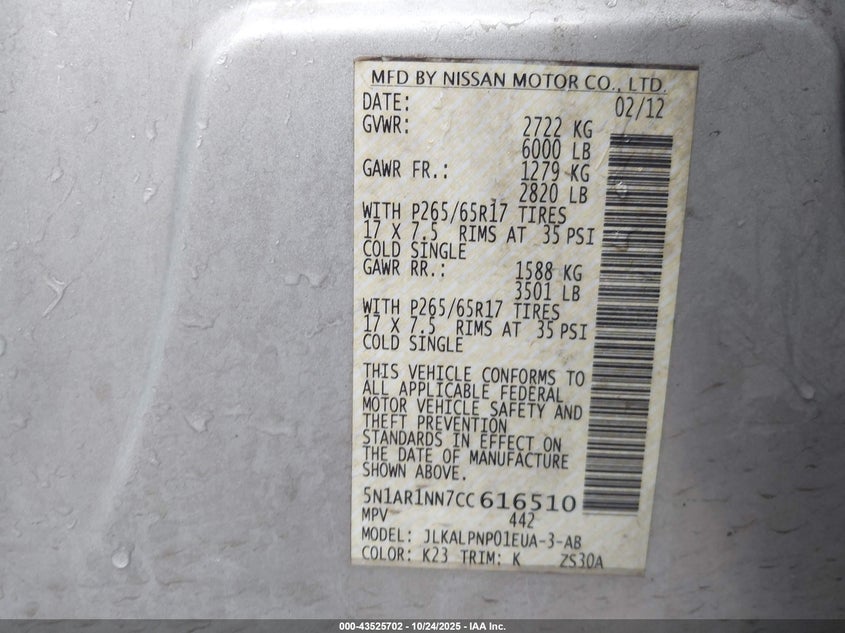 MFD BY NISSAN MOTOR CO., LTD.
DATE: 02/12
GVWR: 2722 KG
6000 LB
GAWR FR.: 1279 KG
2820 LB
WITH P265/65R17 TIRES
17 X 7.5 RIMS AT 35 PSI
COLD SINGLE
GAWR RR.: 1588 KG
3501 LB
WITH P265/65R17 TIRES
17 X 7.5 RIMS AT 35 PSI
COLD SINGLE
THIS VEHICLE CONFORMS TO
ALL APPLICABLE FEDERAL
MOTOR VEHICLE SAFETY AND
THEFT PREVENTION
STANDARDS IN EFFECT ON
THE DATE OF MANUFACTURE
SHOWN ABOVE.
5N1AR1NN7CC616510
MPV 442
MODEL: JLKALPNP01EUA-3-AB
COLOR: K23 TRIM: K ZS30A
000-43525702 - 10/24/2025 - IAA Inc.